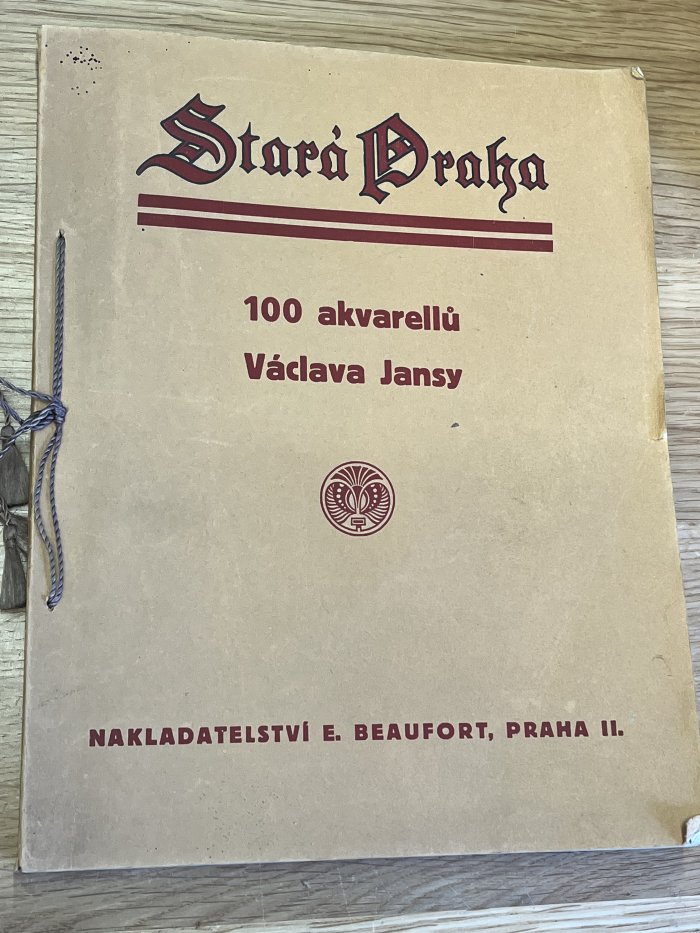 Stará Praha
100 akvarellů
Václava Jansy
NAKLADATELSTVÍ E. BEAUFORT, PRAHA II.